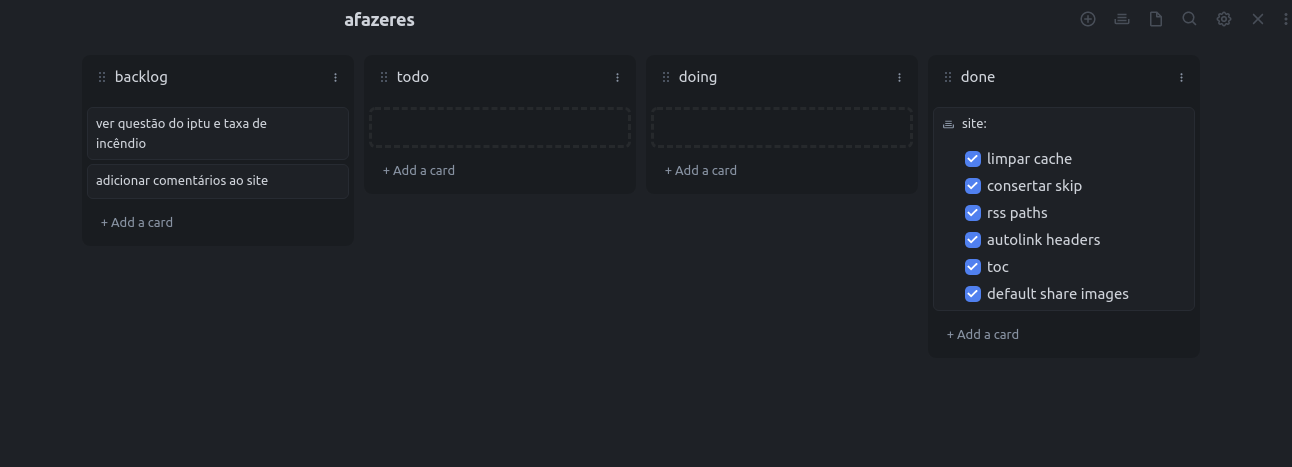 afazeres
backlog
ver questão do iptu e taxa de
incêndio
adicionar comentários ao site
+ Add a card
todo
+ Add a card
doing
+ Add a card
done
site:
limpar cache
consertar skip
rss paths
autolink headers
toc
default share images
+ Add a card